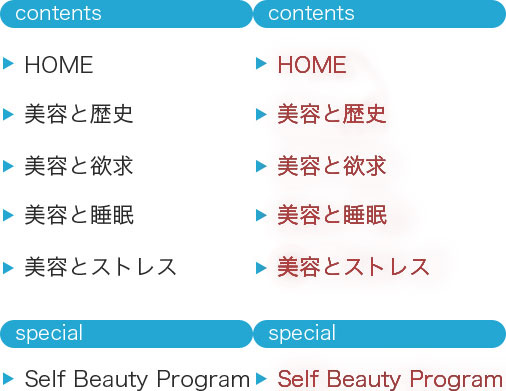 contents
HOME
美容と歴史
美容と欲求
美容と睡眠
美容とストレス
special
Self Beauty Program
contents
HOME
美容と歴史
美容と欲求
美容と睡眠
美容とストレス
special
Self Beauty Program